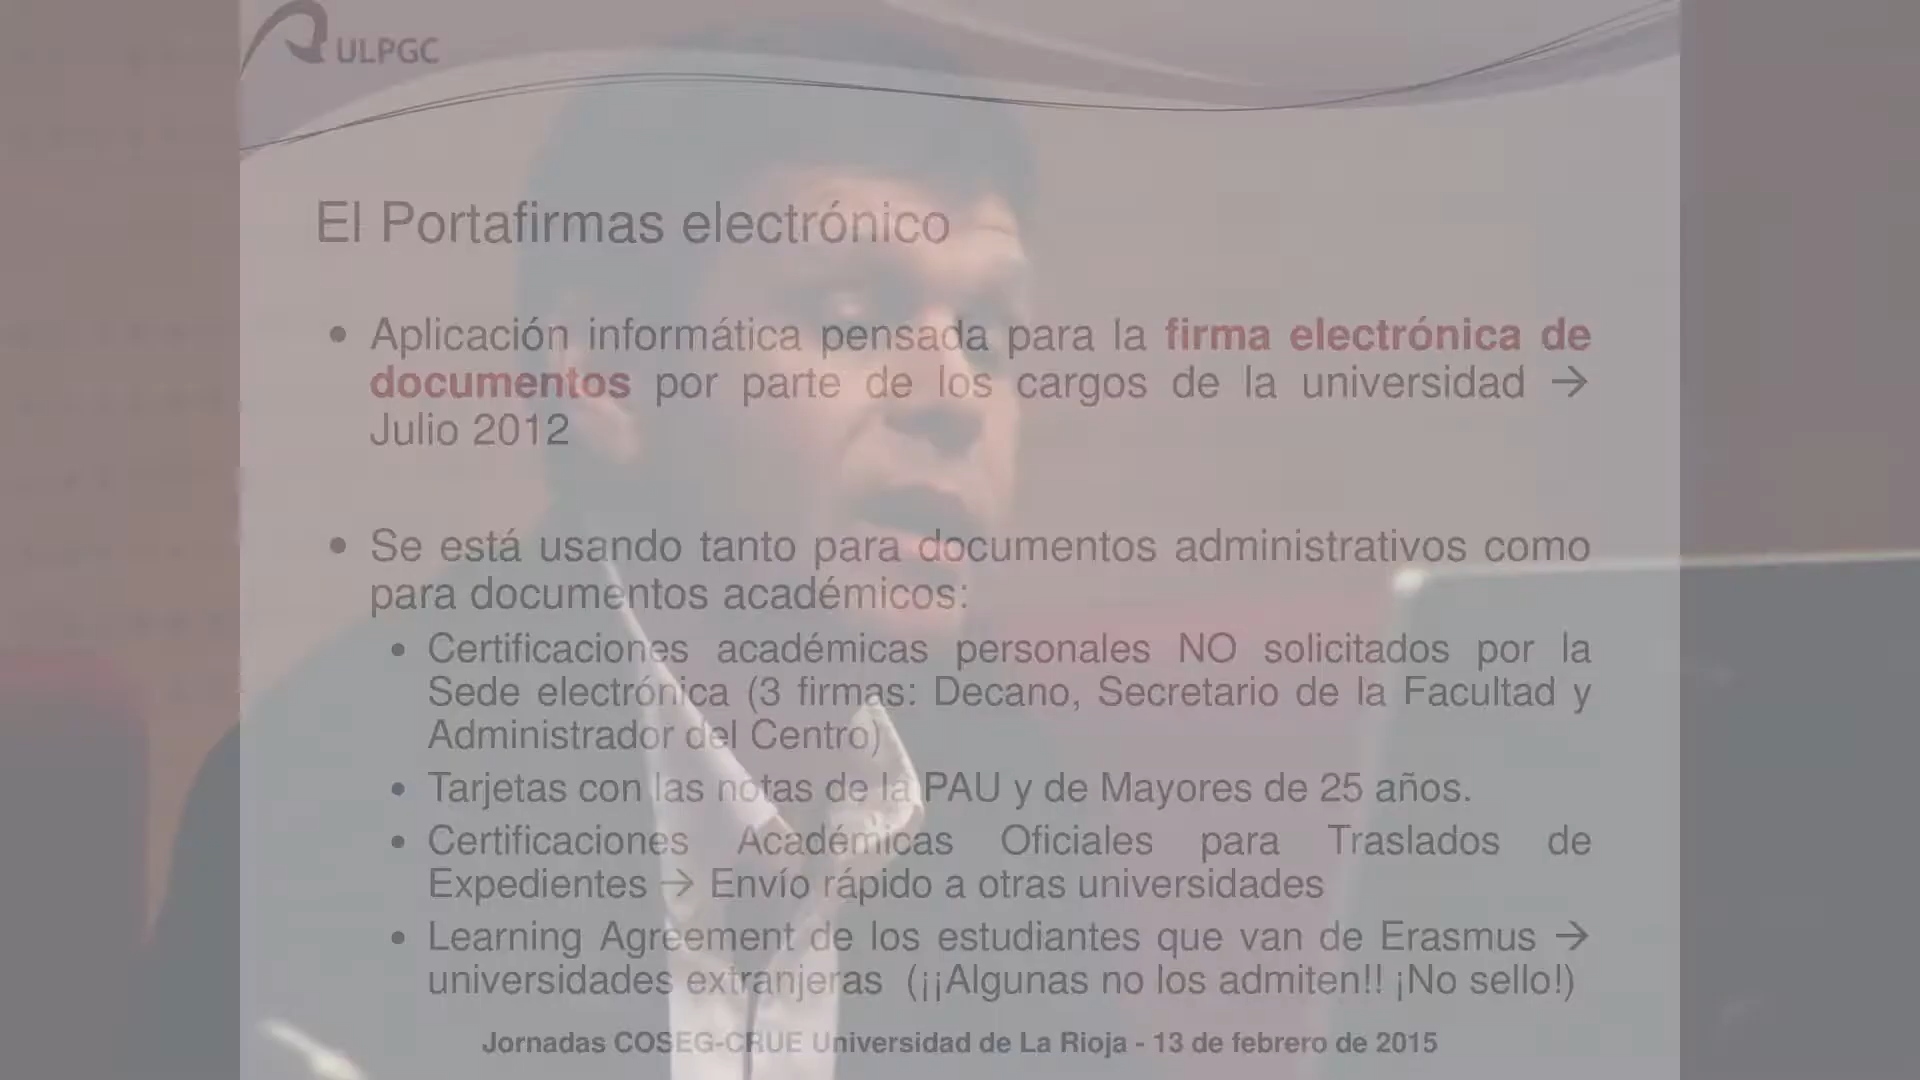 ULPGC
El Portafirmas electrónico
• Aplicación informática pensada para la firma electrónica de
documentos por parte de los cargos de la universidad →
Julio 2012
• Se está usando tanto para documentos administrativos como
para documentos académicos:
• Certificaciones académicas personales NO solicitados por la
Sede electrónica (3 firmas: Decano, Secretario de la Facultad y
Administrador del Centro)
• Tarjetas con las notas de la PAU y de Mayores de 25 años.
• Certificaciones Académicas Oficiales para Traslados de
Expedientes → Envío rápido a otras universidades
• Learning Agreement de los estudiantes que van de Erasmus →
universidades extranjeras (¡¡Algunas no los admiten!! ¡No sello!)
Jornadas COSEG-CRUE Universidad de La Rioja - 13 de febrero de 2015